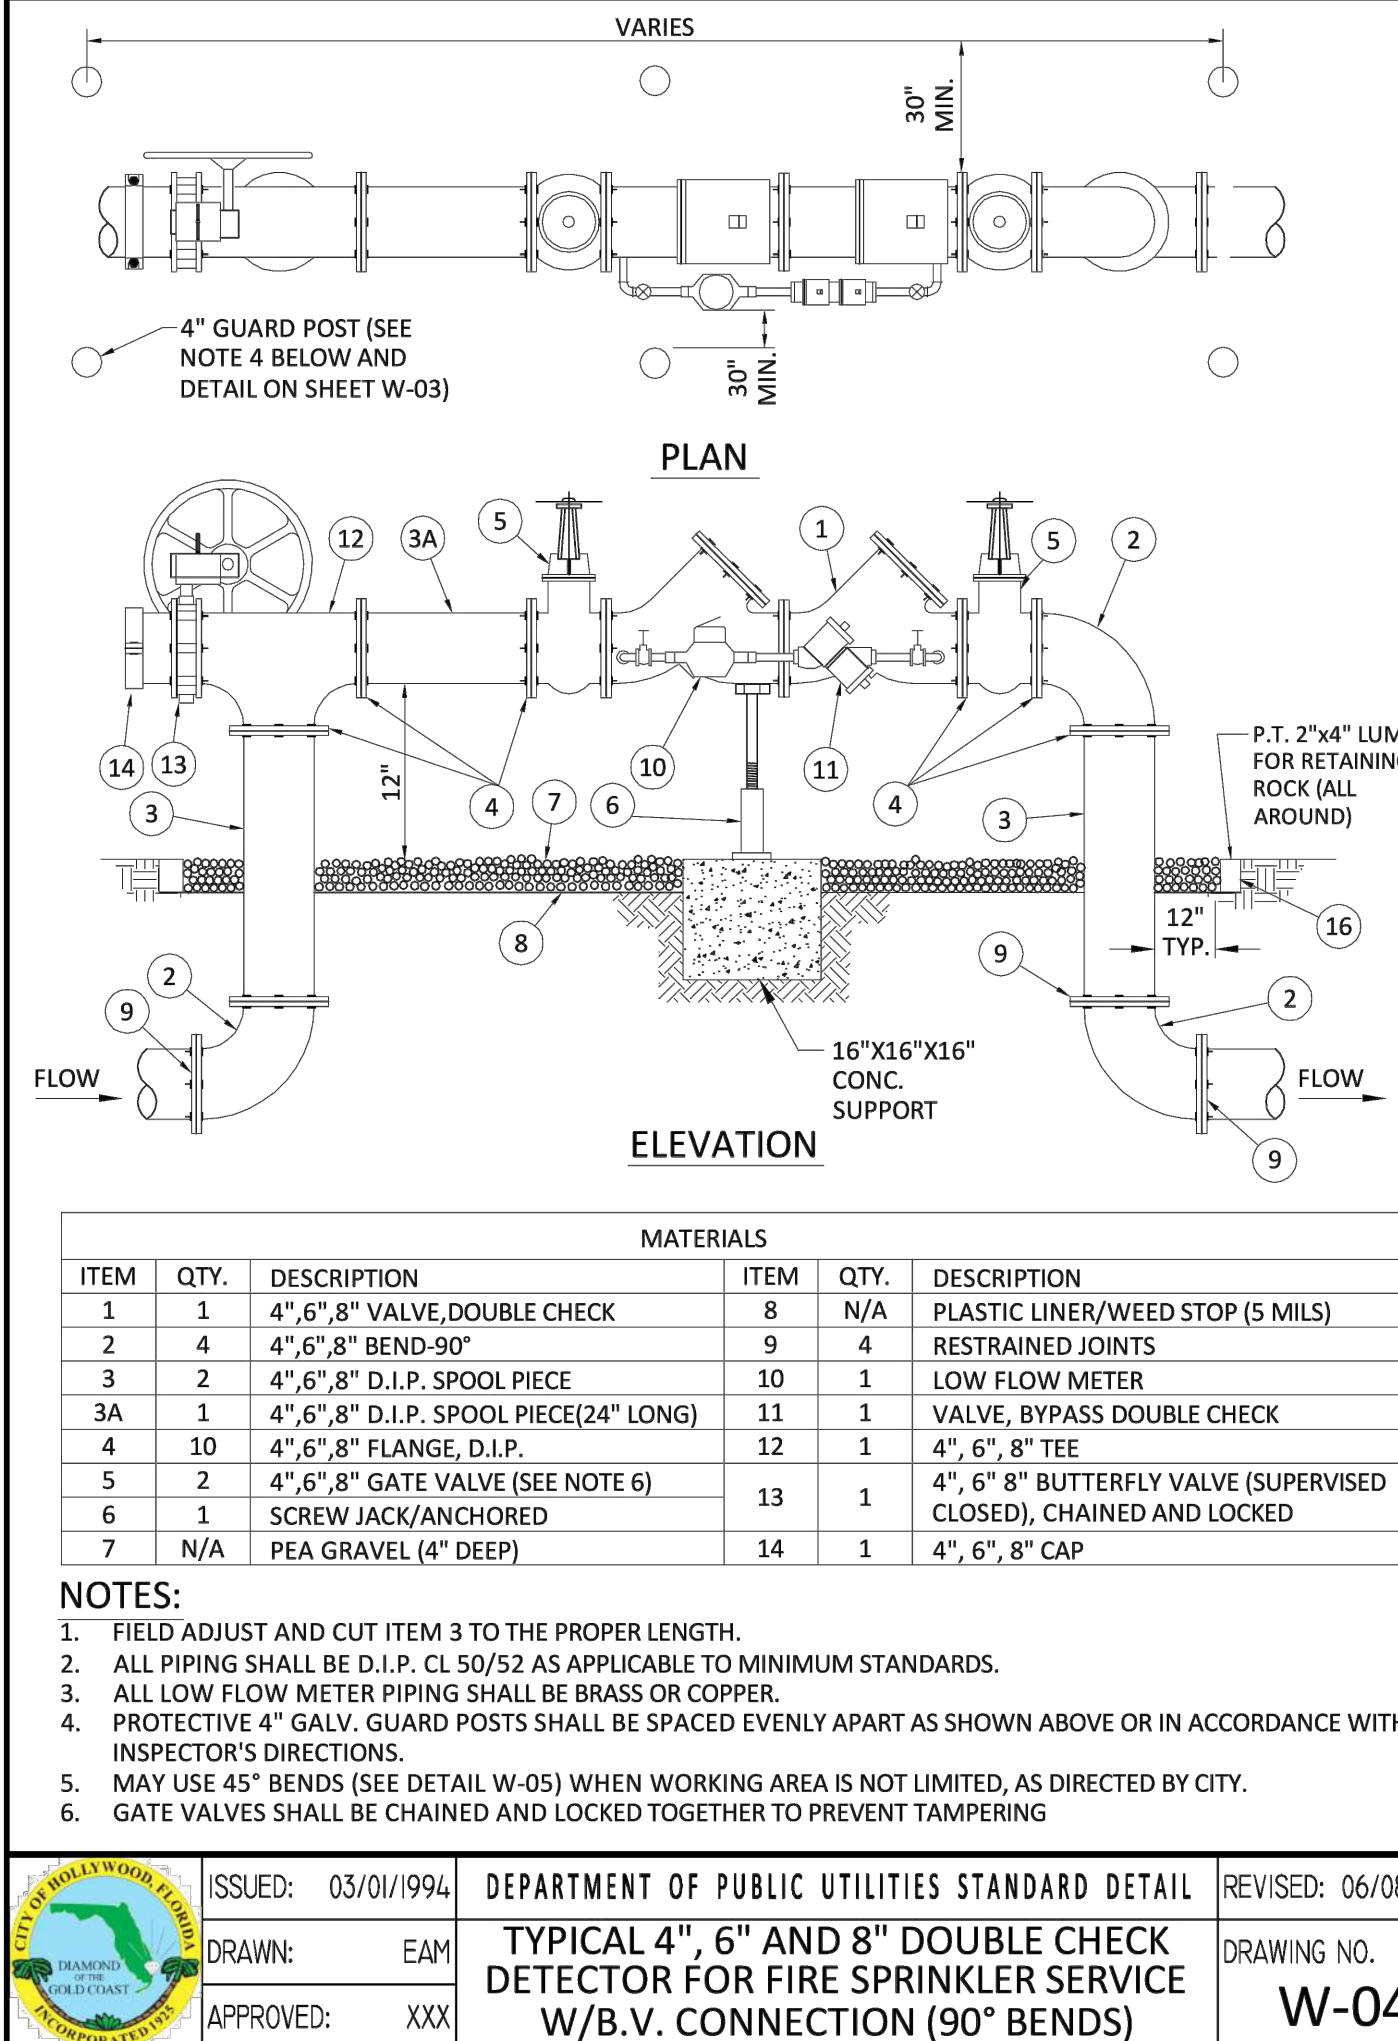 VARIES
30"
MIN.
4" GUARD POST (SEE
NOTE 4 BELOW AND
DETAIL ON SHEET W-03)
30"
MIN.
PLAN
12
3A
5
1
5
2
14
13
3
12"
4
7
6
10
11
4
3
P.T. 2"x4" LUM
FOR RETAINING
ROCK (ALL
AROUND)
8
2
9
9
12"
TYP.
16
2
FLOW
16"X16"X16"
CONC.
SUPPORT
FLOW
9
ELEVATION
MATERIALS
ITEM QTY. DESCRIPTION ITEM QTY. DESCRIPTION
1 1 4",6",8" VALVE,DOUBLE CHECK 8 N/A PLASTIC LINER/WEED STOP (5 MILS)
2 4 4",6",8" BEND-90° 9 4 RESTRAINED JOINTS
3 2 4",6",8" D.I.P. SPOOL PIECE 10 1 LOW FLOW METER
3A 1 4",6",8" D.I.P. SPOOL PIECE(24" LONG) 11 1 VALVE, BYPASS DOUBLE CHECK
4 10 4",6",8" FLANGE, D.I.P. 12 1 4", 6", 8" TEE
5 2 4",6",8" GATE VALVE (SEE NOTE 6) 13 1 4", 6" 8" BUTTERFLY VALVE (SUPERVISED
6 1 SCREW JACK/ANCHORED CLOSED), CHAINED AND LOCKED
7 N/A PEA GRAVEL (4" DEEP) 14 1 4", 6", 8" CAP
NOTES:
1. FIELD ADJUST AND CUT ITEM 3 TO THE PROPER LENGTH.
2. ALL PIPING SHALL BE D.I.P. CL 50/52 AS APPLICABLE TO MINIMUM STANDARDS.
3. ALL LOW FLOW METER PIPING SHALL BE BRASS OR COPPER.
4. PROTECTIVE 4" GALV. GUARD POSTS SHALL BE SPACED EVENLY APART AS SHOWN ABOVE OR IN ACCORDANCE WITH
INSPECTOR'S DIRECTIONS.
5. MAY USE 45° BENDS (SEE DETAIL W-05) WHEN WORKING AREA IS NOT LIMITED, AS DIRECTED BY CITY.
6. GATE VALVES SHALL BE CHAINED AND LOCKED TOGETHER TO PREVENT TAMPERING
CITY OF HOLLYWOOD, FLORIDA
DIAMOND
OF THE
GOLD COAST
INCORPORATED 1925
ISSUED: 03/01/1994
DRAWN: EAM
APPROVED: XXX
DEPARTMENT OF PUBLIC UTILITIES STANDARD DETAIL
TYPICAL 4", 6" AND 8" DOUBLE CHECK
DETECTOR FOR FIRE SPRINKLER SERVICE
W/B.V. CONNECTION (90° BENDS)
REVISED: 06/08
DRAWING NO.
W-04